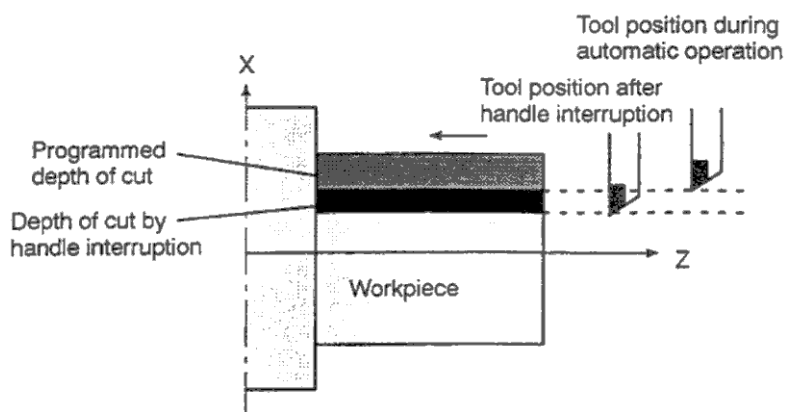 Tool position during
automatic operation
X
Tool position after
handle interruption
Programmed
depth of cut
Depth of cut by
handle interruption
Z
Workpiece